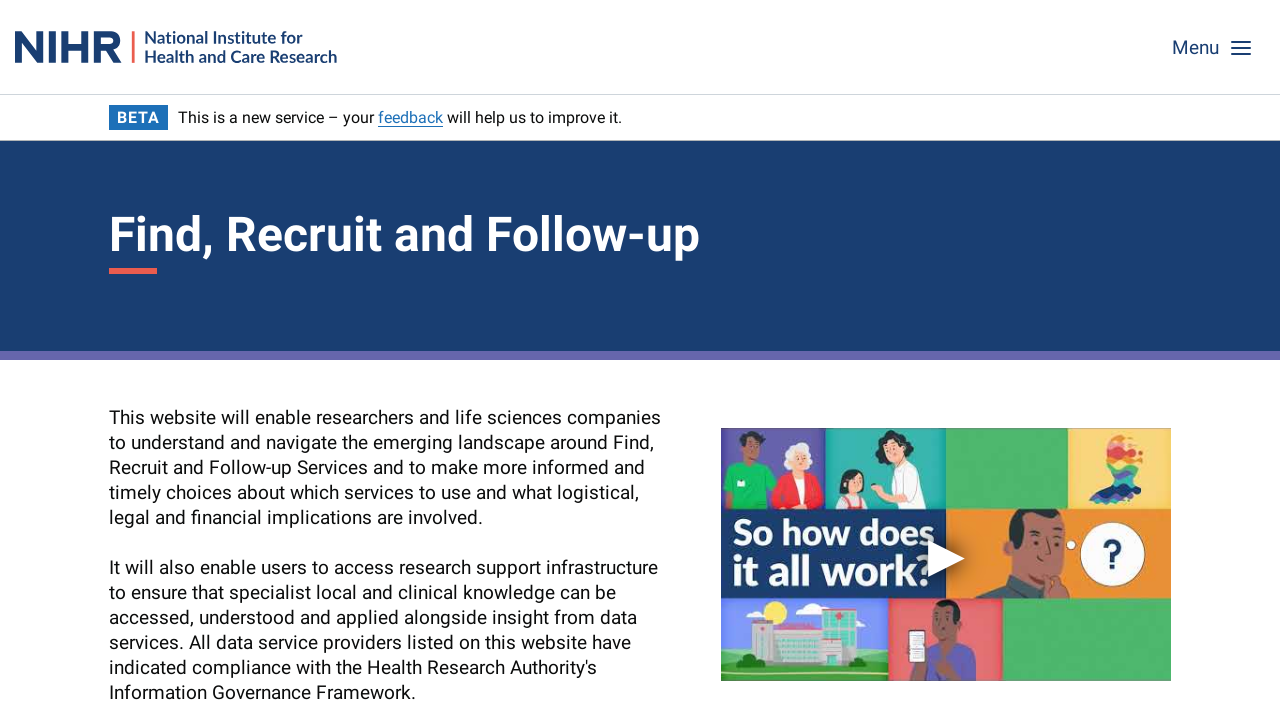 NIHR | National Institute for
Health and Care Research
Menu
BETA This is a new service – your feedback will help us to improve it.
Find, Recruit and Follow-up
This website will enable researchers and life sciences companies
to understand and navigate the emerging landscape around Find,
Recruit and Follow-up Services and to make more informed and
timely choices about which services to use and what logistical,
legal and financial implications are involved.
It will also enable users to access research support infrastructure
to ensure that specialist local and clinical knowledge can be
accessed, understood and applied alongside insight from data
services. All data service providers listed on this website have
indicated compliance with the Health Research Authority's
Information Governance Framework.
So how does
it all work?
?